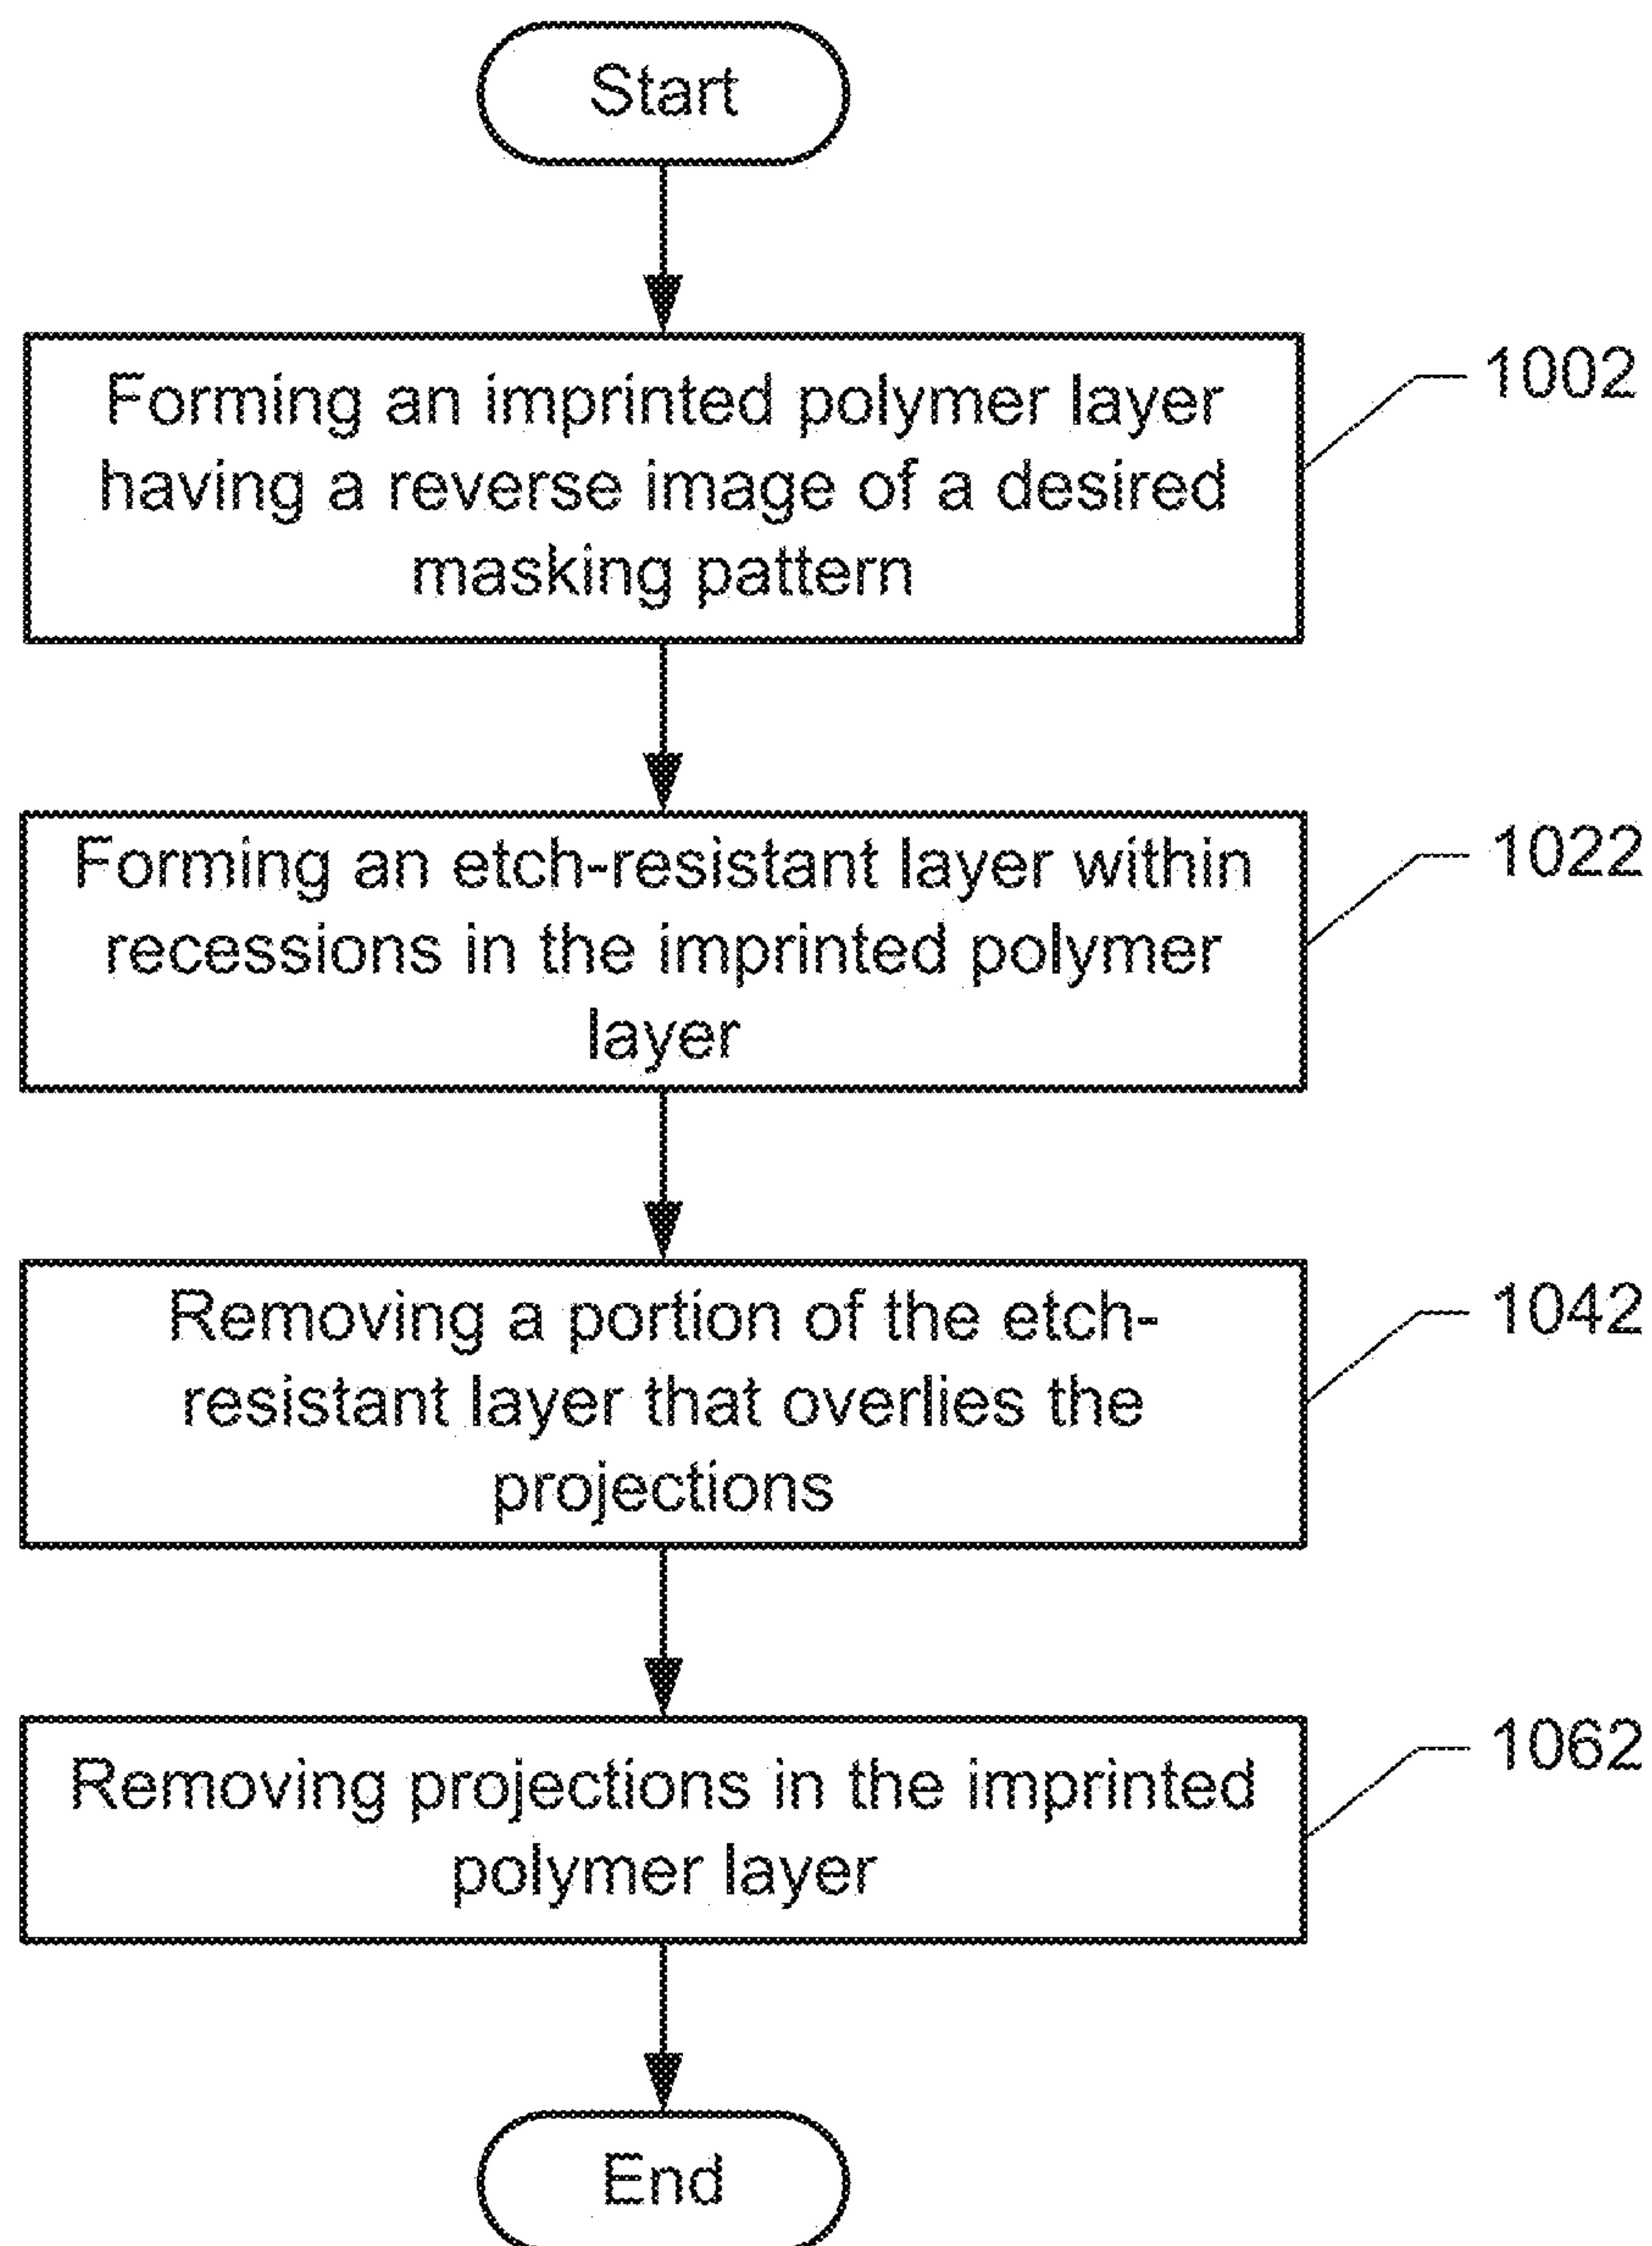 Start
Forming an imprinted polymer layer
having a reverse image of a desired
masking pattern
1002
Forming an etch-resistant layer within
recessions in the imprinted polymer
layer
1022
Removing a portion of the etch-
resistant layer that overlies the
projections
1042
Removing projections in the imprinted
polymer layer
1062
End